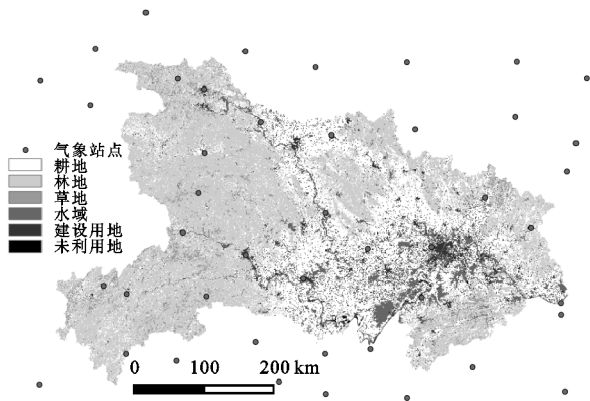 气象站点
耕地
林地
草地
水域
建设用地
未利用地
0 100 200 km